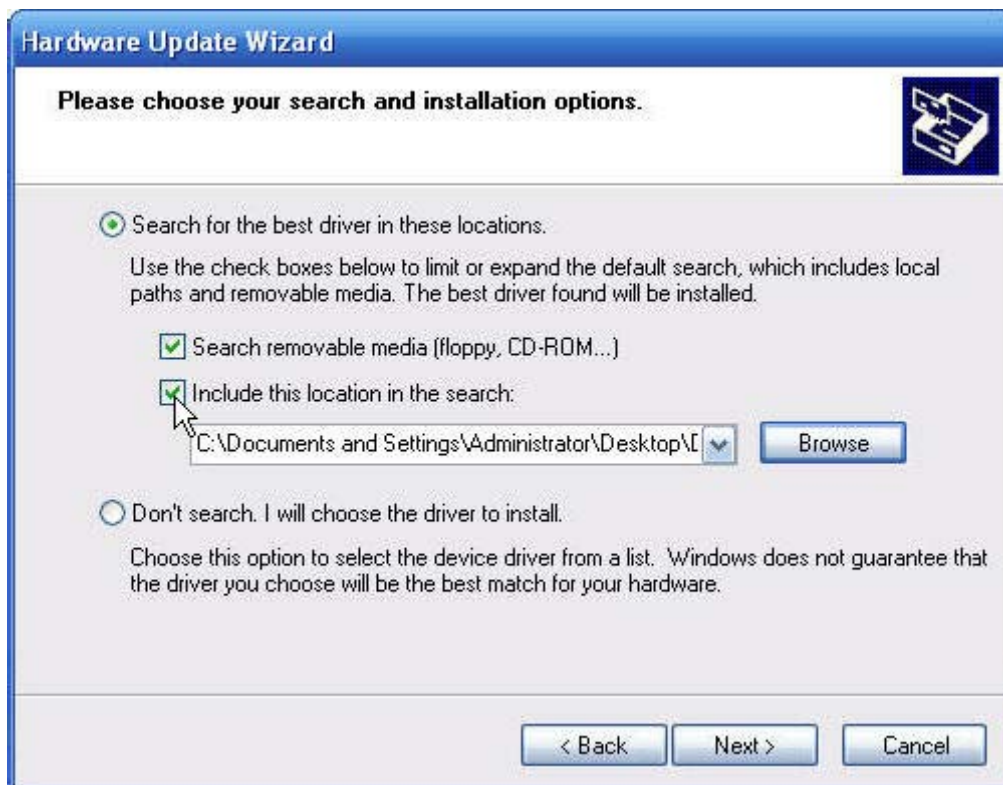 Hardware Update Wizard
Please choose your search and installation options.
Search for the best driver in these locations.
Use the check boxes below to limit or expand the default search, which includes local
paths and removable media. The best driver found will be installed.
Search removable media (floppy, CD-ROM...)
Include this location in the search:
C:\Documents and Settings\Administrator\Desktop\D
Browse
Don't search. I will choose the driver to install.
Choose this option to select the device driver from a list. Windows does not guarantee that
the driver you choose will be the best match for your hardware.
< Back Next > Cancel